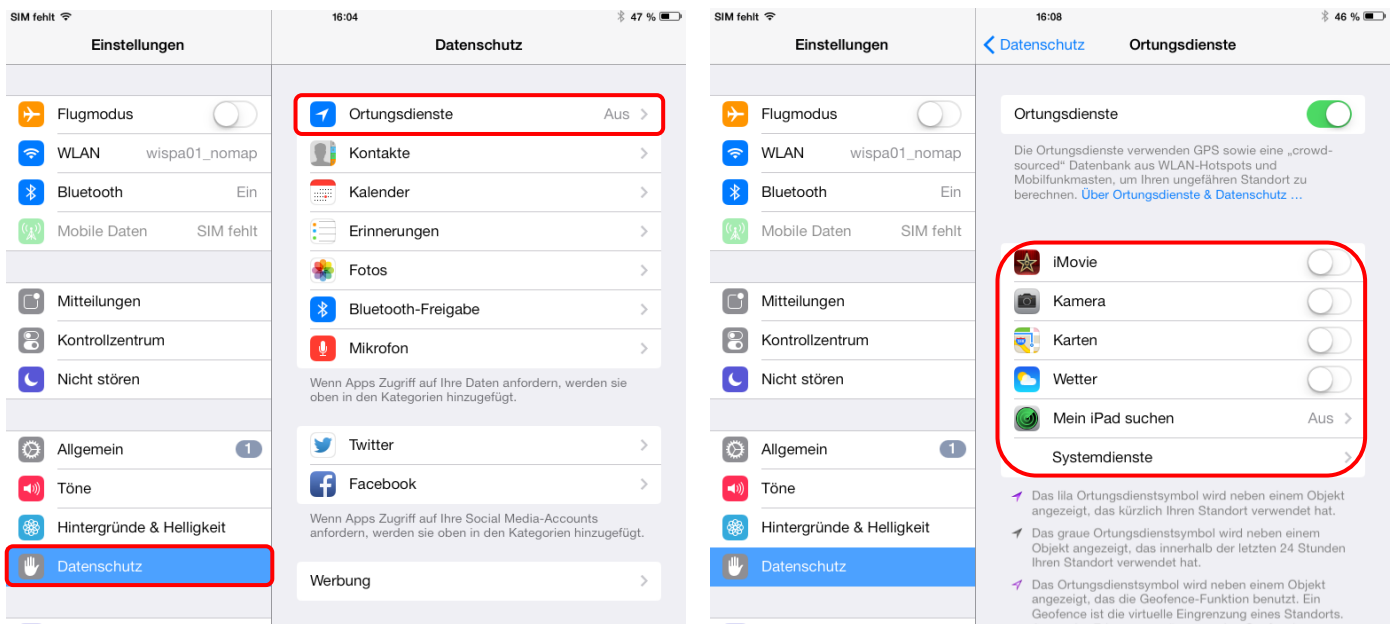 SIM fehlt
16:04
47 %
Einstellungen
Datenschutz
Flugmodus
WLAN wispa01_nomap
Bluetooth Ein
Mobile Daten SIM fehlt
Mitteilungen
Kontrollzentrum
Nicht stören
Allgemein 1
Töne
Hintergründe & Helligkeit
Datenschutz
Ortungsdienste Aus
Kontakte
Kalender
Erinnerungen
Fotos
Bluetooth-Freigabe
Mikrofon
Wenn Apps Zugriff auf Ihre Daten anfordern, werden sie
oben in den Kategorien hinzugefügt.
Twitter
Facebook
Wenn Apps Zugriff auf Ihre Social Media-Accounts
anfordern, werden sie oben in den Kategorien hinzugefügt.
Werbung
SIM fehlt
16:08
46 %
Einstellungen
Datenschutz
Ortungsdienste
Flugmodus
WLAN wispa01_nomap
Bluetooth Ein
Mobile Daten SIM fehlt
Mitteilungen
Kontrollzentrum
Nicht stören
Allgemein 1
Töne
Hintergründe & Helligkeit
Datenschutz
Ortungsdienste
Die Ortungsdienste verwenden GPS sowie eine „crowd-
sourced“ Datenbank aus WLAN-Hotspots und
Mobilfunkmasten, um Ihren ungefähren Standort zu
berechnen. Über Ortungsdienste & Datenschutz …
iMovie
Kamera
Karten
Wetter
Mein iPad suchen Aus
Systemdienste
Das lila Ortungsdienstsymbol wird neben einem Objekt
angezeigt, das kürzlich Ihren Standort verwendet hat.
Das graue Ortungsdienstsymbol wird neben einem
Objekt angezeigt, das innerhalb der letzten 24 Stunden
Ihren Standort verwendet hat.
Das Ortungsdienstsymbol wird neben einem Objekt
angezeigt, das die Geofence-Funktion benutzt. Ein
Geofence ist die virtuelle Eingrenzung eines Standorts.